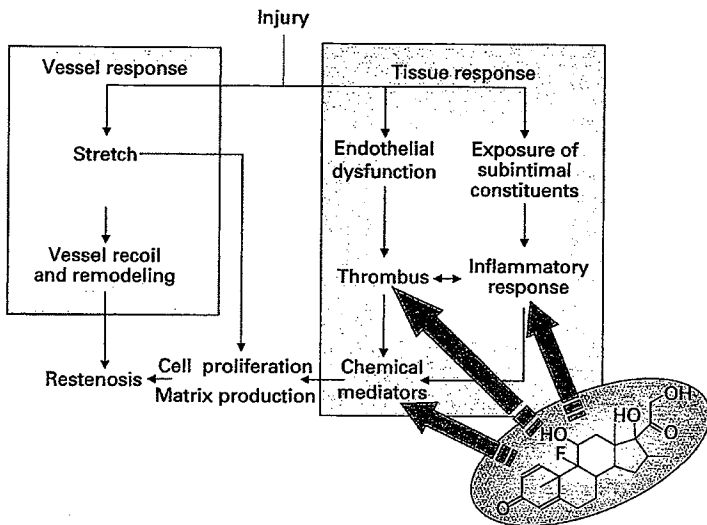 Injury
Vessel response
Tissue response
Stretch
Endothelial
dysfunction
Exposure of
subintimal
constituents
Vessel recoil
and remodeling
Thrombus
Inflammatory
response
Restenosis
Cell proliferation
Matrix production
Chemical
mediators
OH
HO
O
HO
F
O